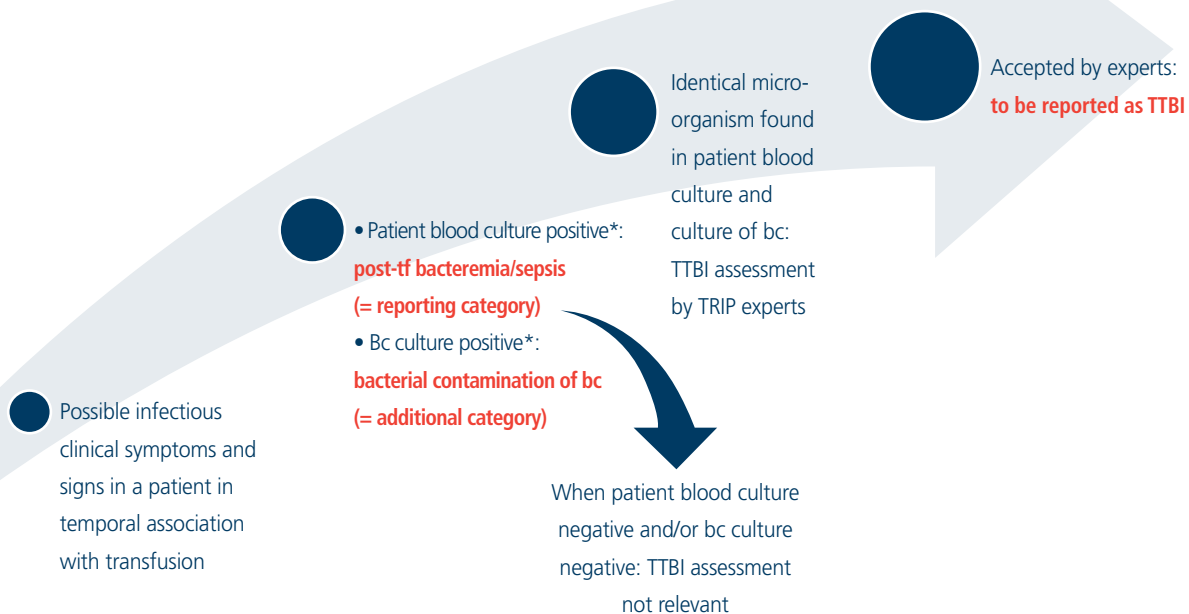 Possible infectious
clinical symptoms and
signs in a patient in
temporal association
with transfusion
• Patient blood culture positive*:
post-tf bacteremia/sepsis
(= reporting category)
• Bc culture positive*:
bacterial contamination of bc
(= additional category)
When patient blood culture
negative and/or bc culture
negative: TTBI assessment
not relevant
Identical micro-
organism found
in patient blood
culture and
culture of bc:
TTBI assessment
by TRIP experts
Accepted by experts:
to be reported as TTBI